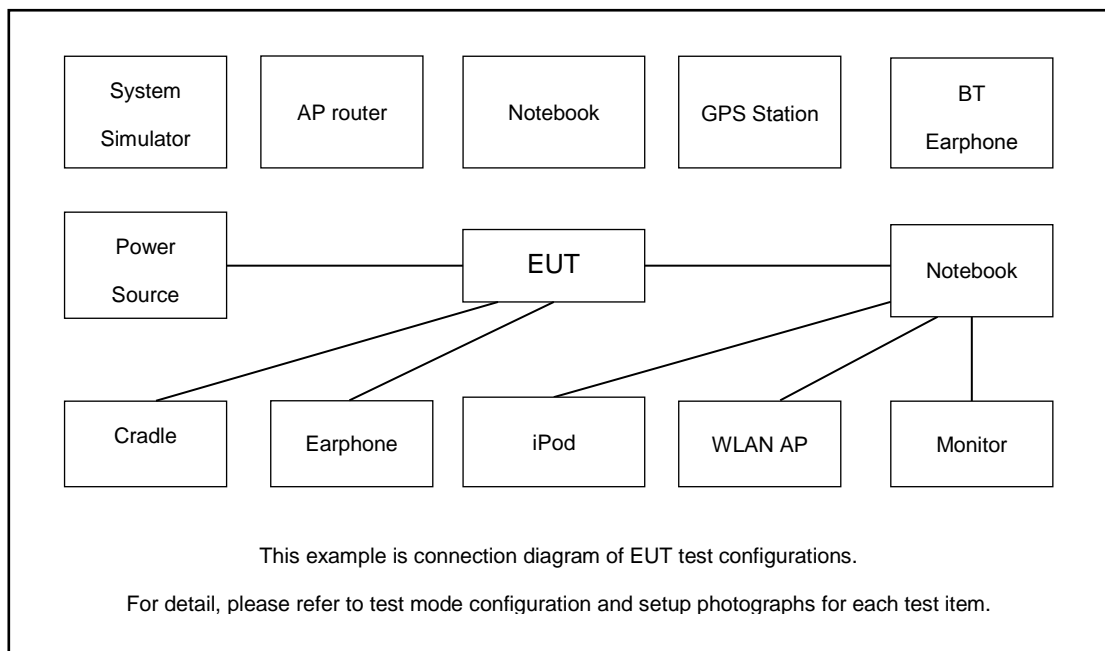 System
Simulator
AP router
Notebook
GPS Station
BT
Earphone
Power
Source
EUT
Notebook
Cradle
Earphone
iPod
WLAN AP
Monitor
This example is connection diagram of EUT test configurations.
For detail, please refer to test mode configuration and setup photographs for each test item.